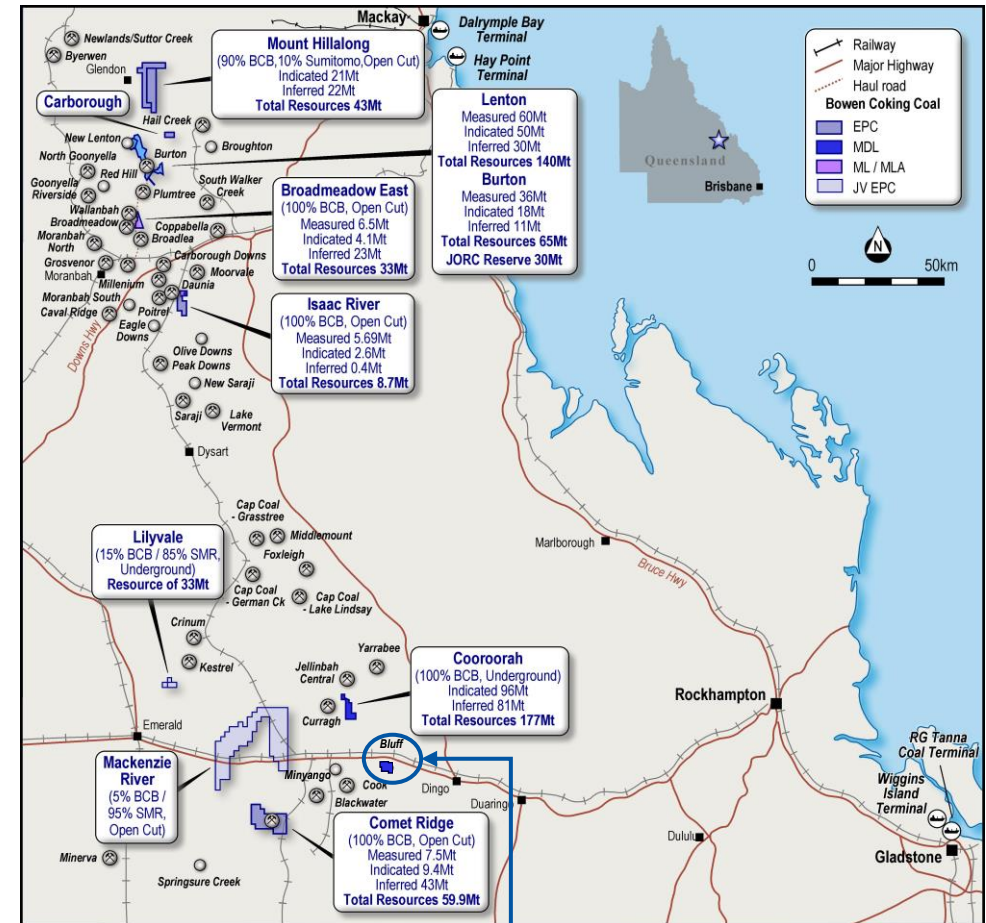 Mackay
Dalrymple Bay
Terminal
Hay Point
Terminal
Newlands/Suttor Creek
Byerwen
Glendon
Mount Hillalong
(90% BCB,10% Sumitomo,Open Cut)
Indicated 21Mt
Inferred 22Mt
Total Resources 43Mt
Carborough
Hail Creek
New Lenton
Burton
Broughton
North Goonyella
Red Hill
Goonyella
Riverside
Plumtree
South Walker
Creek
Wallanbah
Broadmeadow
Broadlea
Coppabella
Moranbah
North
Grosvenor
Moranbah
Carborough Downs
Moorvale
Millenium
Daunia
Moranbah South
Poitrel
Caval Ridge
Eagle
Downs
Downs Hwy
Olive Downs
Peak Downs
New Saraji
Saraji
Lake
Vermont
Dysart
Lenton
Measured 60Mt
Indicated 50Mt
Inferred 30Mt
Total Resources 140Mt
Burton
Measured 36Mt
Indicated 18Mt
Inferred 11Mt
Total Resources 65Mt
JORC Reserve 30Mt
Broadmeadow East
(100% BCB, Open Cut)
Measured 6.5Mt
Indicated 4.1Mt
Inferred 23Mt
Total Resources 33Mt
Isaac River
(100% BCB, Open Cut)
Measured 5.69Mt
Indicated 2.6Mt
Inferred 0.4Mt
Total Resources 8.7Mt
Queensland
Brisbane
Railway
Major Highway
Haul road
Bowen Coking Coal
EPC
MDL
ML / MLA
JV EPC
N
0
50km
Cap Coal
- Grasstree
Middlemount
Foxleigh
Cap Coal
- German Ck
Cap Coal
- Lake Lindsay
Marlborough
Bruce Hwy
Lilyvale
(15% BCB / 85% SMR,
Underground)
Resource of 33Mt
Crinum
Kestrel
Yarrabee
Jellinbah
Central
Curragh
Cooroorah
(100% BCB, Underground)
Indicated 96Mt
Inferred 81Mt
Total Resources 177Mt
Rockhampton
Emerald
Bluff
Mackenzie
River
(5% BCB /
95% SMR,
Open Cut)
Minyango
Cook
Blackwater
Dingo
Duaringa
RG Tanna
Coal Terminal
Wiggins
Island
Terminal
Gladstone
Dululu
Comet Ridge
(100% BCB, Open Cut)
Measured 7.5Mt
Indicated 9.4Mt
Inferred 43Mt
Total Resources 59.9Mt
Minerva
Springsure Creek